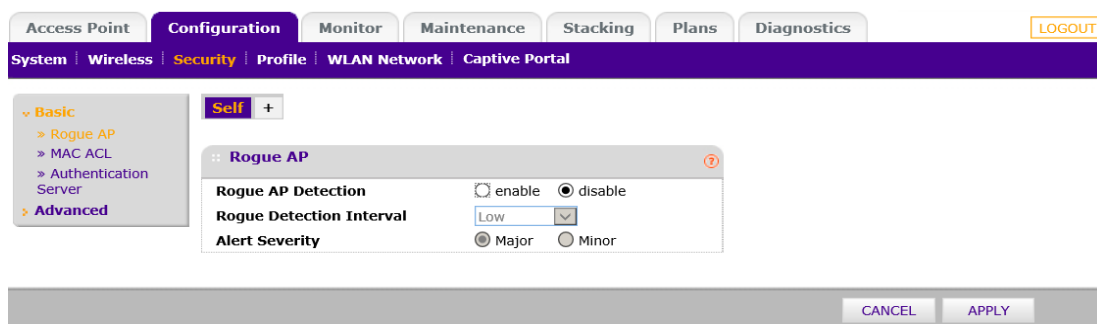 Access Point Configuration Monitor Maintenance Stacking Plans Diagnostics LOGOUT
System Wireless Security Profile WLAN Network Captive Portal
Basic
» Rogue AP
» MAC ACL
» Authentication
Server
Advanced
Self +
Rogue AP ?
Rogue AP Detection enable disable
Rogue Detection Interval Low
Alert Severity Major Minor
CANCEL APPLY